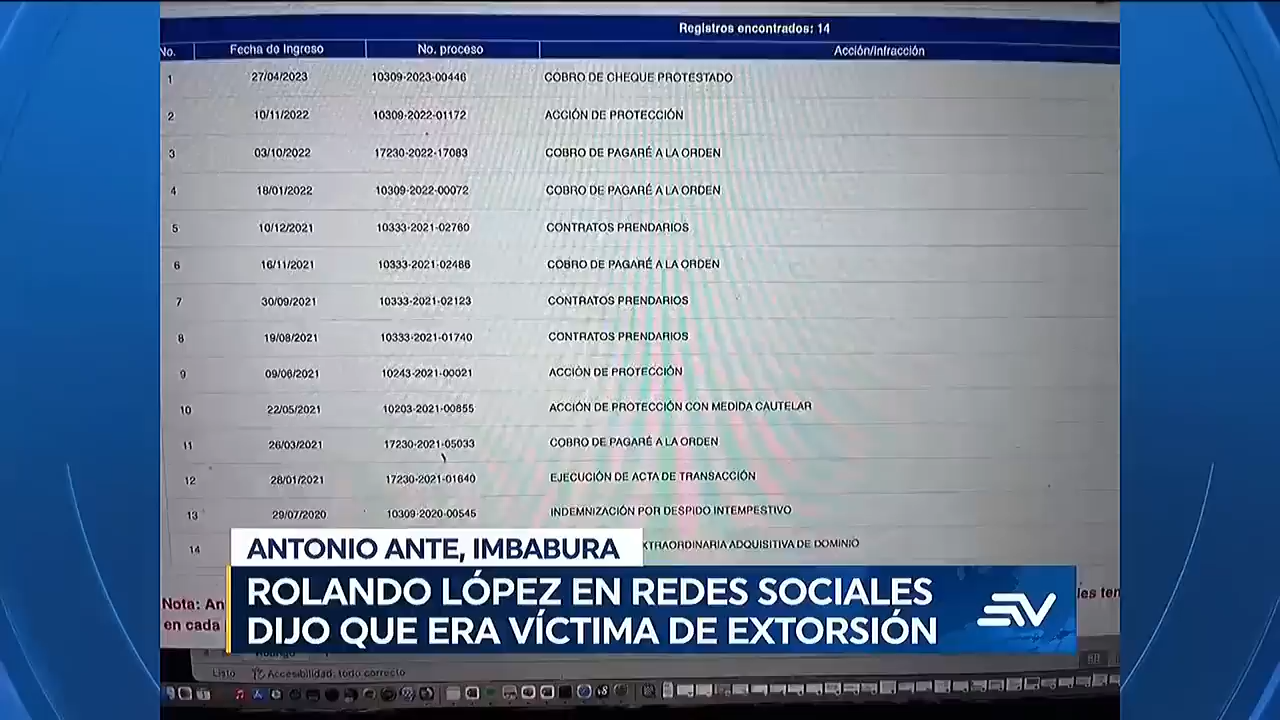 Registros encontrados: 14
No. Fecha de Ingreso No. proceso Acción/Infracción
1 27/04/2023 10309-2023-00446 COBRO DE CHEQUE PROTESTADO
2 10/11/2022 10309-2022-01172 ACCIÓN DE PROTECCIÓN
3 03/10/2022 17230-2022-17083 COBRO DE PAGARÉ A LA ORDEN
4 18/01/2022 10309-2022-00072 COBRO DE PAGARÉ A LA ORDEN
5 10/12/2021 10333-2021-02760 CONTRATOS PRENDARIOS
6 16/11/2021 10333-2021-02486 COBRO DE PAGARÉ A LA ORDEN
7 30/09/2021 10333-2021-02123 CONTRATOS PRENDARIOS
8 19/08/2021 10333-2021-01740 CONTRATOS PRENDARIOS
9 09/06/2021 10243-2021-00021 ACCIÓN DE PROTECCIÓN
10 22/05/2021 10203-2021-00855 ACCIÓN DE PROTECCIÓN CON MEDIDA CAUTELAR
11 26/03/2021 17230-2021-05033 COBRO DE PAGARÉ A LA ORDEN
12 28/01/2021 17230-2021-01640 EJECUCIÓN DE ACTA DE TRANSACCIÓN
13 29/07/2020 10309-2020-00545 INDEMNIZACIÓN POR DESPIDO INTEMPESTIVO
14 XTRAORDINARIA ADQUISITIVA DE DOMINIO
ANTONIO ANTE, IMBABURA
Nota: An
en cada
ROLANDO LÓPEZ EN REDES SOCIALES
DIJO QUE ERA VÍCTIMA DE EXTORSIÓN
Listo Accesibilidad: todo correcto